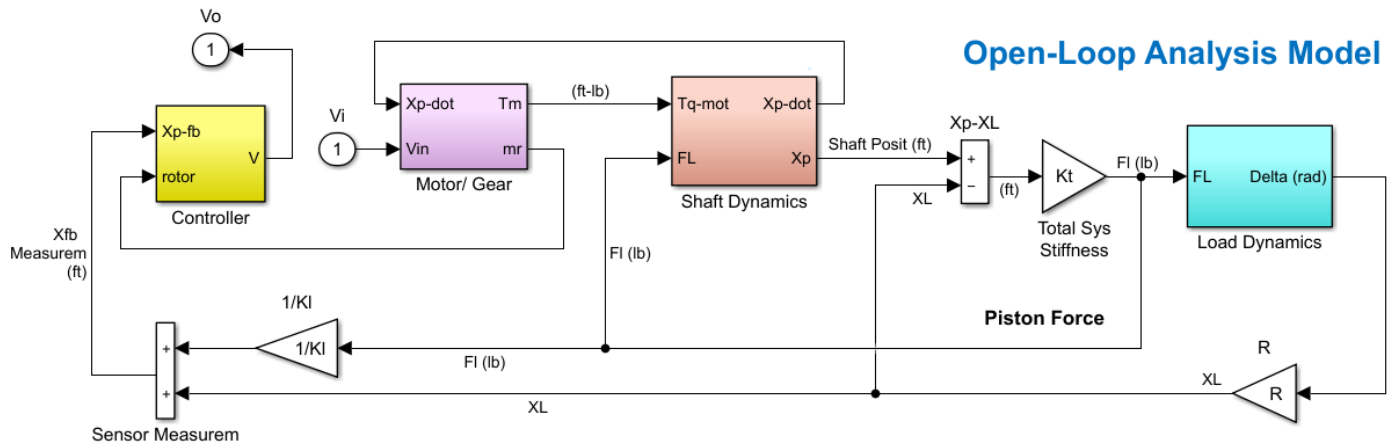 Vo
1
Open-Loop Analysis Model
Xp-fb
rotor
V
Controller
Vi
1
Xp-dot
Tm
Vin
mr
Motor/ Gear
(ft-lb)
Tq-mot
Xp-dot
FL
Xp
Shaft Dynamics
Shaft Posit (ft)
Xp-XL
+
−
XL
(ft)
Kt
Total Sys
Stiffness
Fl (lb)
FL
Delta (rad)
Load Dynamics
Xfb
Measurem
(ft)
Fl (lb)
Piston Force
1/Kl
1/Kl
Fl (lb)
R
R
XL
XL
+
+
Sensor Measurem